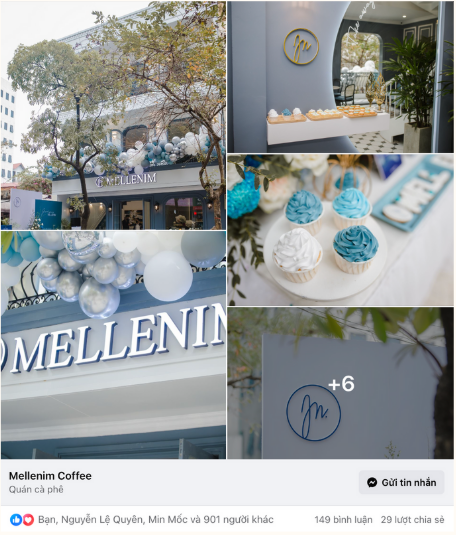 MELLENIM
MELLENIM
+6
Mellenim Coffee
Quán cà phê
Gửi tin nhắn
Bạn, Nguyễn Lệ Quyên, Min Mốc và 901 người khác
149 bình luận
29 lượt chia sẻ